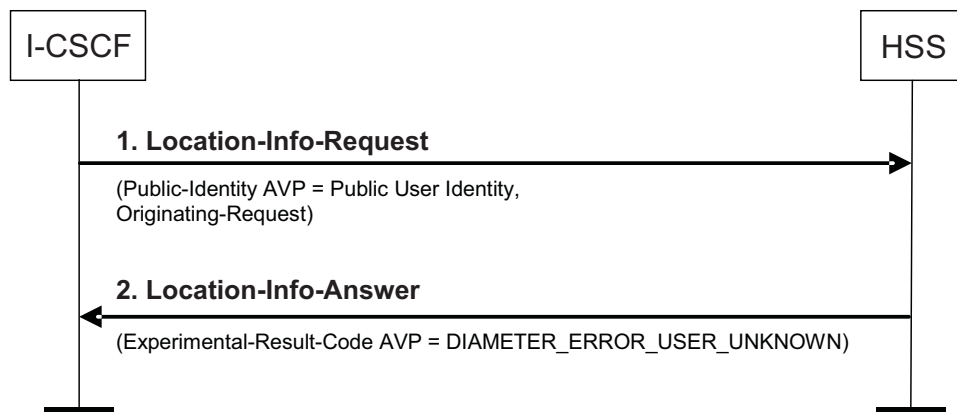 I-CSCF
HSS
1. Location-Info-Request
(Public-Identity AVP = Public User Identity,
Originating-Request)
2. Location-Info-Answer
(Experimental-Result-Code AVP = DIAMETER_ERROR_USER_UNKNOWN)